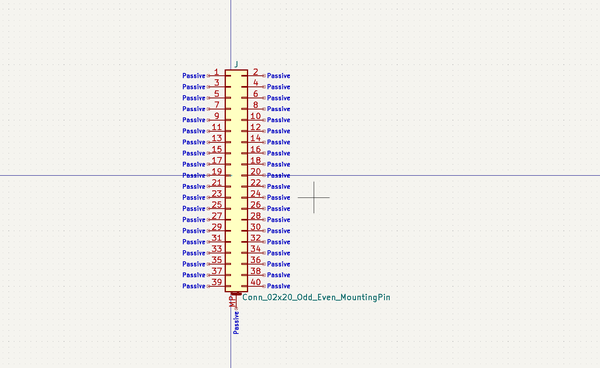 J
Passive 1 2 Passive
Passive 3 4 Passive
Passive 5 6 Passive
Passive 7 8 Passive
Passive 9 10 Passive
Passive 11 12 Passive
Passive 13 14 Passive
Passive 15 16 Passive
Passive 17 18 Passive
Passive 19 20 Passive
Passive 21 22 Passive
Passive 23 24 Passive
Passive 25 26 Passive
Passive 27 28 Passive
Passive 29 30 Passive
Passive 31 32 Passive
Passive 33 34 Passive
Passive 35 36 Passive
Passive 37 38 Passive
Passive 39 40 Passive
MP
Conn_02x20_Odd_Even_MountingPin
Passive